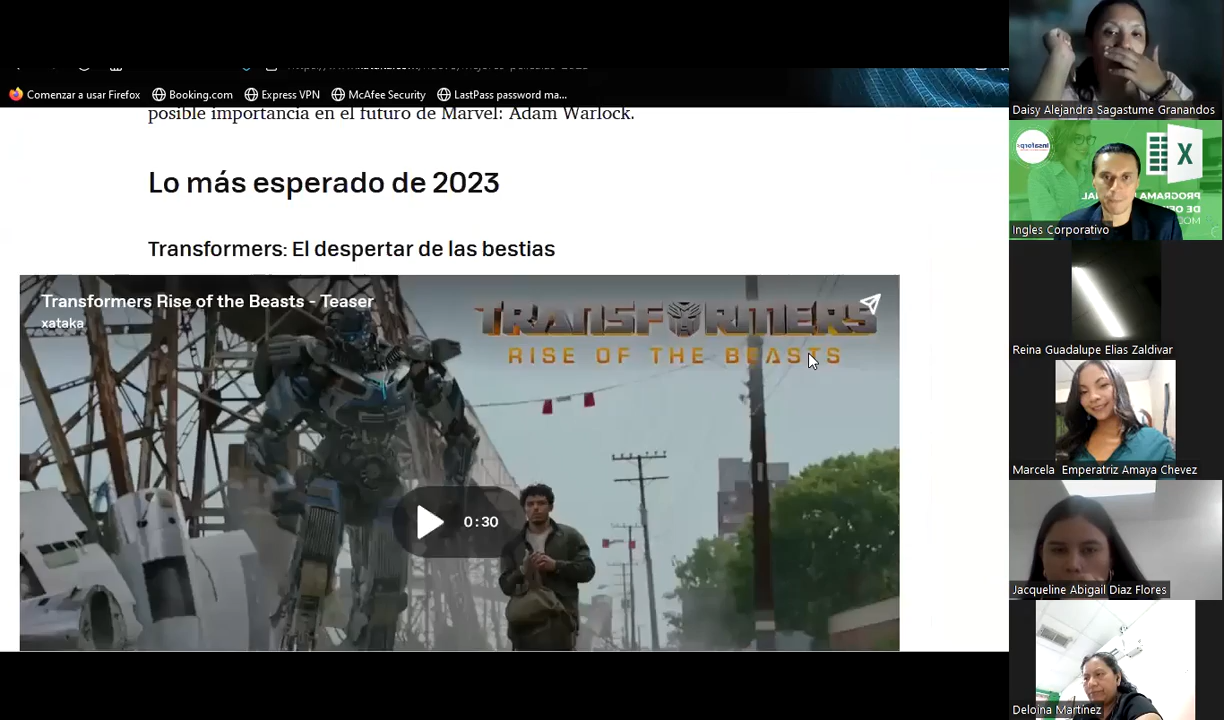 Comenzar a usar Firefox
Booking.com
Express VPN
McAfee Security
LastPass password ma...
posible importancia en el futuro de Marvel: Adam Warlock.
Lo más esperado de 2023
Transformers: El despertar de las bestias
Transformers Rise of the Beasts - Teaser
xataka
TRANSFORMERS
RISE OF THE BEASTS
0:30
Daisy Alejandra Sagastume Granandos
X
Ingles Corporativo
Reina Guadalupe Elias Zaldivar
Marcela Emperatriz Amaya Chevez
Jacqueline Abigail Diaz Flores
Deloina Martinez